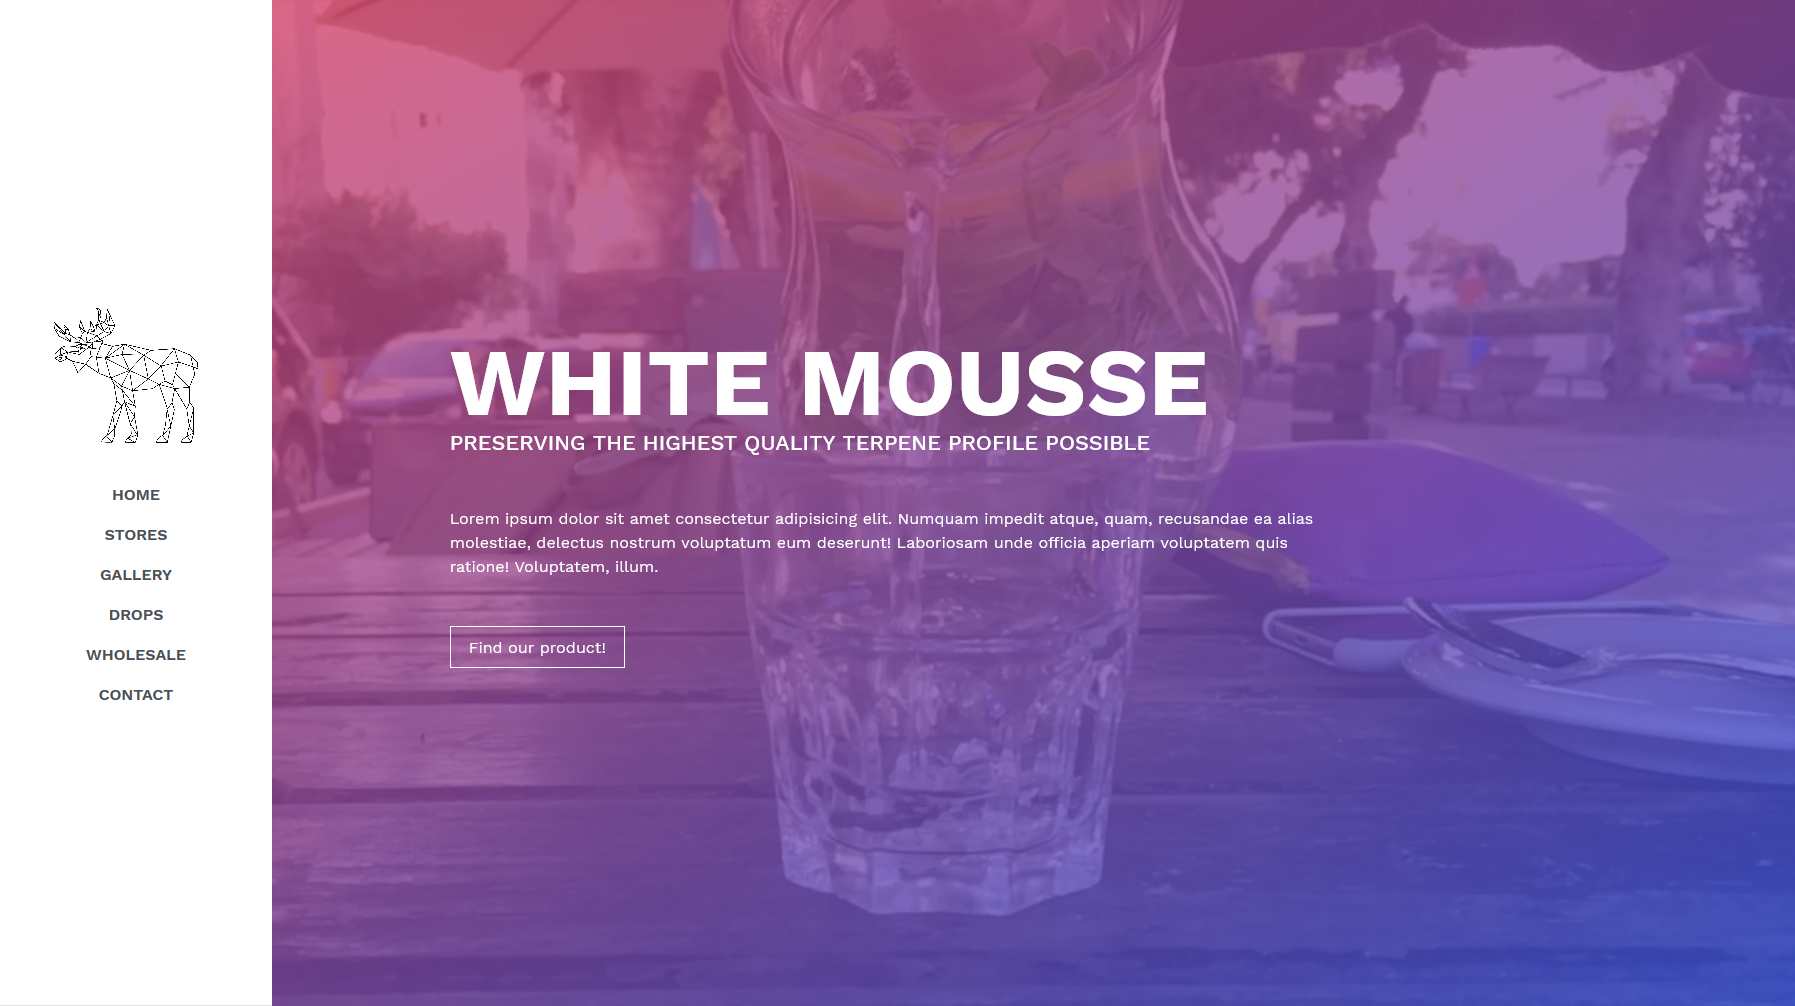 HOME
STORES
GALLERY
DROPS
WHOLESALE
CONTACT
WHITE MOUSSE
PRESERVING THE HIGHEST QUALITY TERPENE PROFILE POSSIBLE
Lorem ipsum dolor sit amet consectetur adipisicing elit. Numquam impedit atque, quam, recusandae ea alias
molestiae, delectus nostrum voluptatum eum deserunt! Laboriosam unde officia aperiam voluptatem quis
ratione! Voluptatem, illum.
Find our product!